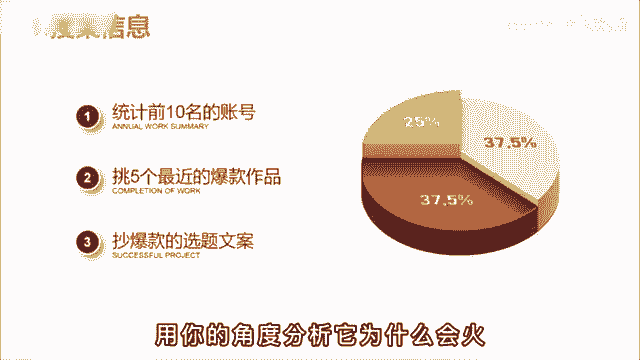 搜集信息
1 统计前10名的账号
ANNUAL WORK SUMMARY
2 挑5个最近的爆款作品
COMPLETION OF WORK
3 抄爆款的选题文案
SUCCESSFUL PROJECT
25%
37.5%
37.5%
用你的角度分析它为什么会火